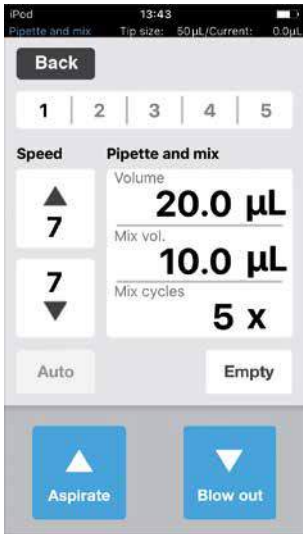 iPod 13:43
Pipette and mix Tip size: 50µL/Current: 0.0µL
Back
1 2 3 4 5
Speed Pipette and mix
Volume
7 20.0 µL
Mix vol.
7 10.0 µL
Mix cycles
5 x
Auto Empty
Aspirate Blow out